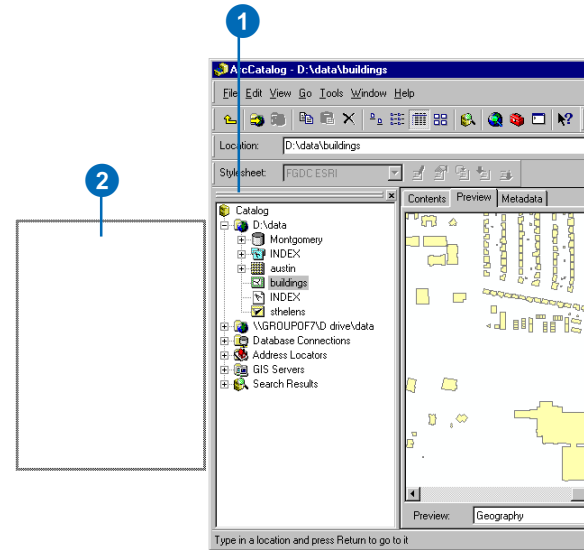 1
ArcCatalog - D:\data\buildings
File Edit View Go Tools Window Help
Location: D:\data\buildings
Stylesheet: FGDC ESRI
2
Contents Preview Metadata
Catalog
D:\data
Montgomery
INDEX
austin
buildings
INDEX
sthelens
\\GROUPOF7\D drive\data
Database Connections
Address Locators
GIS Servers
Search Results
Preview: Geography
Type in a location and press Return to go to it